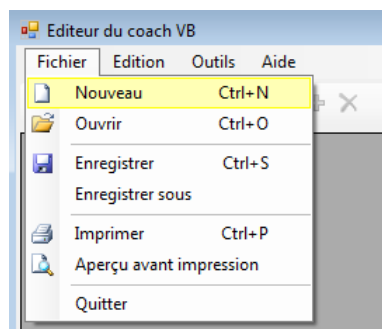 Editeur du coach VB
Fichier Edition Outils Aide
Nouveau Ctrl+N
Ouvrir Ctrl+O
Enregistrer Ctrl+S
Enregistrer sous
Imprimer Ctrl+P
Aperçu avant impression
Quitter